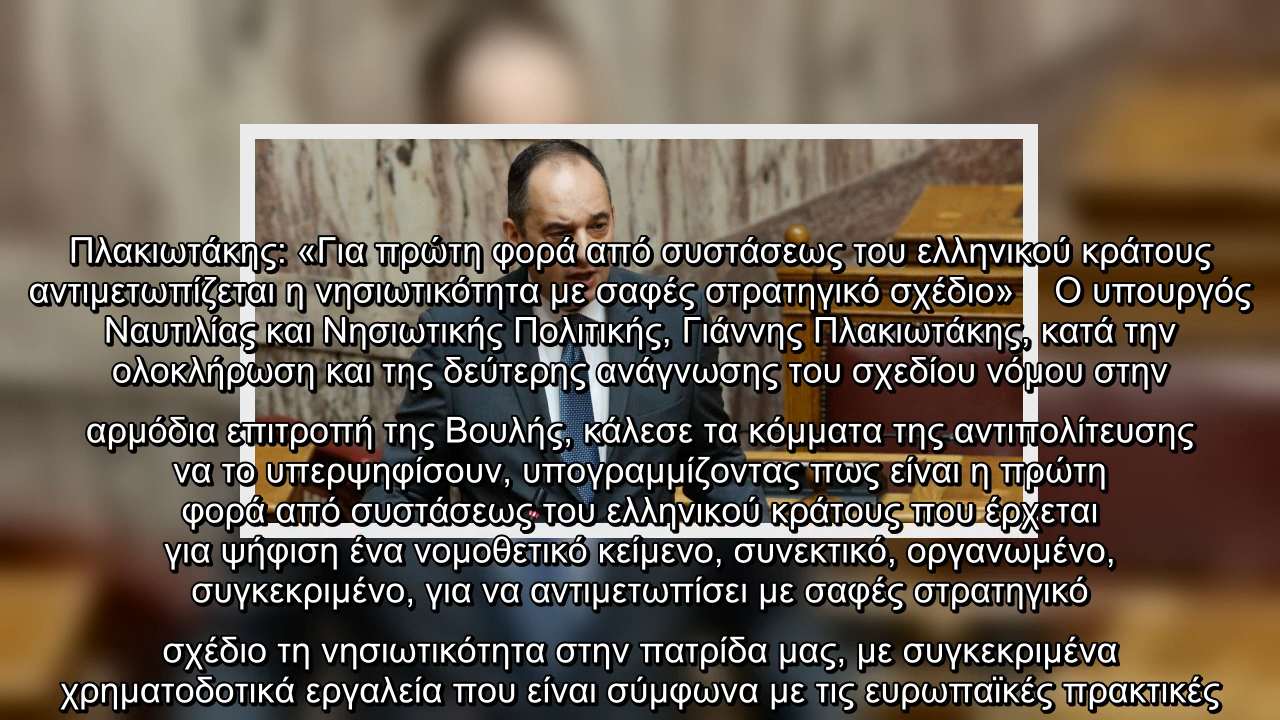 Πλακιωτάκης: «Για πρώτη φορά από συστάσεως του ελληνικού κράτους
αντιμετωπίζεται η νησιωτικότητα με σαφές στρατηγικό σχέδιο» Ο υπουργός
Ναυτιλίας και Νησιωτικής Πολιτικής, Γιάννης Πλακιωτάκης, κατά την
ολοκλήρωση και της δεύτερης ανάγνωσης του σχεδίου νόμου στην
αρμόδια επιτροπή της Βουλής, κάλεσε τα κόμματα της αντιπολίτευσης
να το υπερψηφίσουν, υπογραμμίζοντας πως είναι η πρώτη
φορά από συστάσεως του ελληνικού κράτους που έρχεται
για ψήφιση ένα νομοθετικό κείμενο, συνεκτικό, οργανωμένο,
συγκεκριμένο, για να αντιμετωπίσει με σαφές στρατηγικό
σχέδιο τη νησιωτικότητα στην πατρίδα μας, με συγκεκριμένα
χρηματοδοτικά εργαλεία που είναι σύμφωνα με τις ευρωπαϊκές πρακτικές